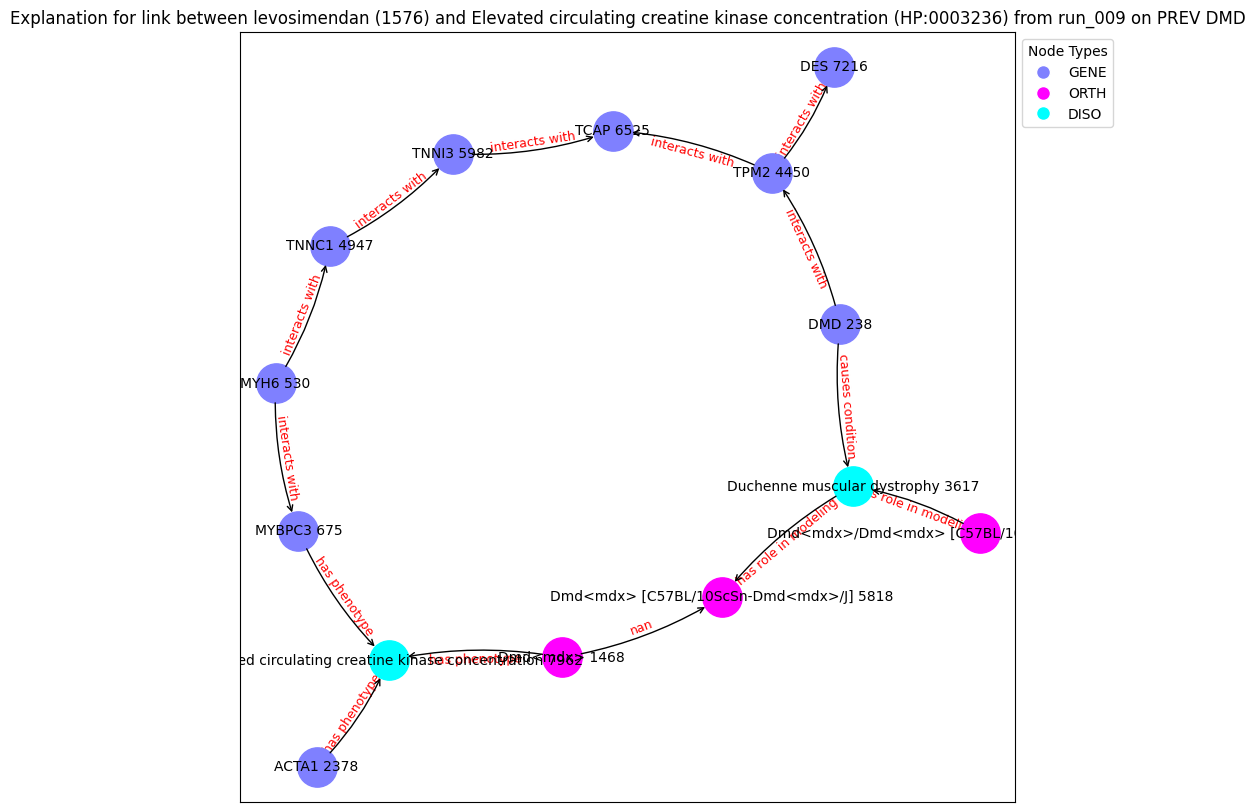 Explanation for link between levosimendan (1576) and Elevated circulating creatine kinase concentration (HP:0003236) from run_009 on PREV DMD
Node Types
GENE
ORTH
DISO
DES 7216
interacts with
TCAP 6525
interacts with
interacts with
TNNI3 5982
TPM2 4450
interacts with
interacts with
TNNC1 4947
interacts with
DMD 238
causes condition
MYH6 530
interacts with
Duchenne muscular dystrophy 3617
has role in modeling
MYBPC3 675
Dmd<mdx>/Dmd<mdx> [C57BL/10
has role in modeling
has phenotype
Dmd<mdx> [C57BL/10ScSn-Dmd<mdx>/J] 5818
nan
ed circulating creatine kinase concentration 7962
has phenotype
Dmd<mdx> 1468
has phenotype
ACTA1 2378